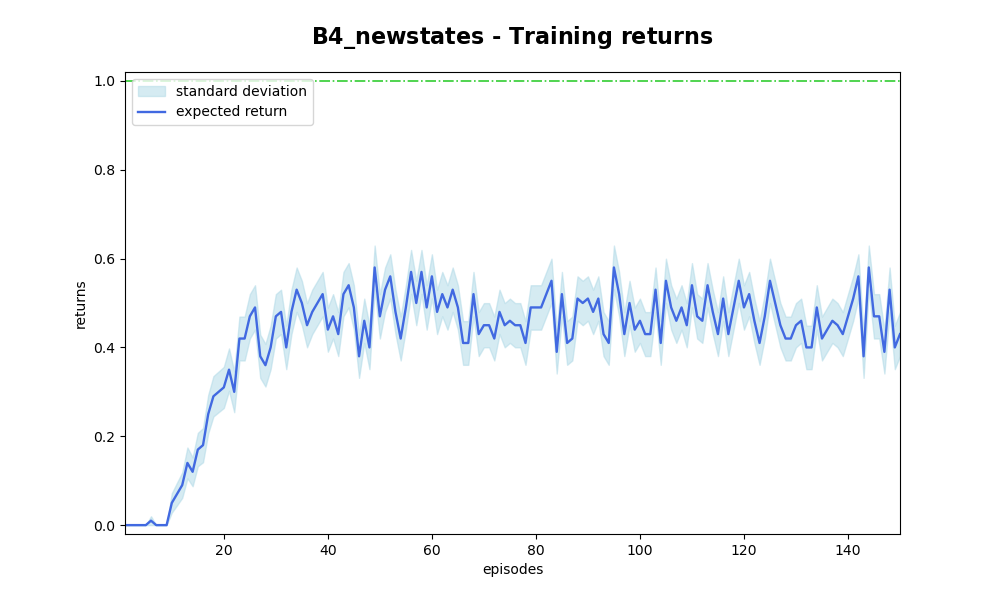 B4_newstates - Training returns
1.0
0.8
0.6
0.4
0.2
0.0
returns
standard deviation
expected return
20 40 60 80 100 120 140
episodes